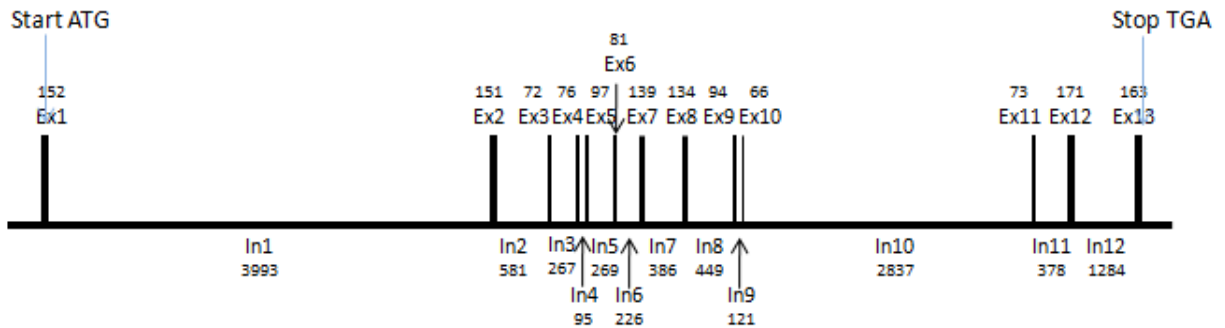 Start ATG Stop TGA
81
Ex6
152 151 72 76 97 139 134 94 66 73 171 163
Ex1 Ex2 Ex3 Ex4 Ex5 Ex7 Ex8 Ex9 Ex10 Ex11 Ex12 Ex13
In1 In2 In3 In5 In7 In8 In10 In11 In12
3993 581 267 269 386 449 2837 378 1284
In4 In6 In9
95 226 121